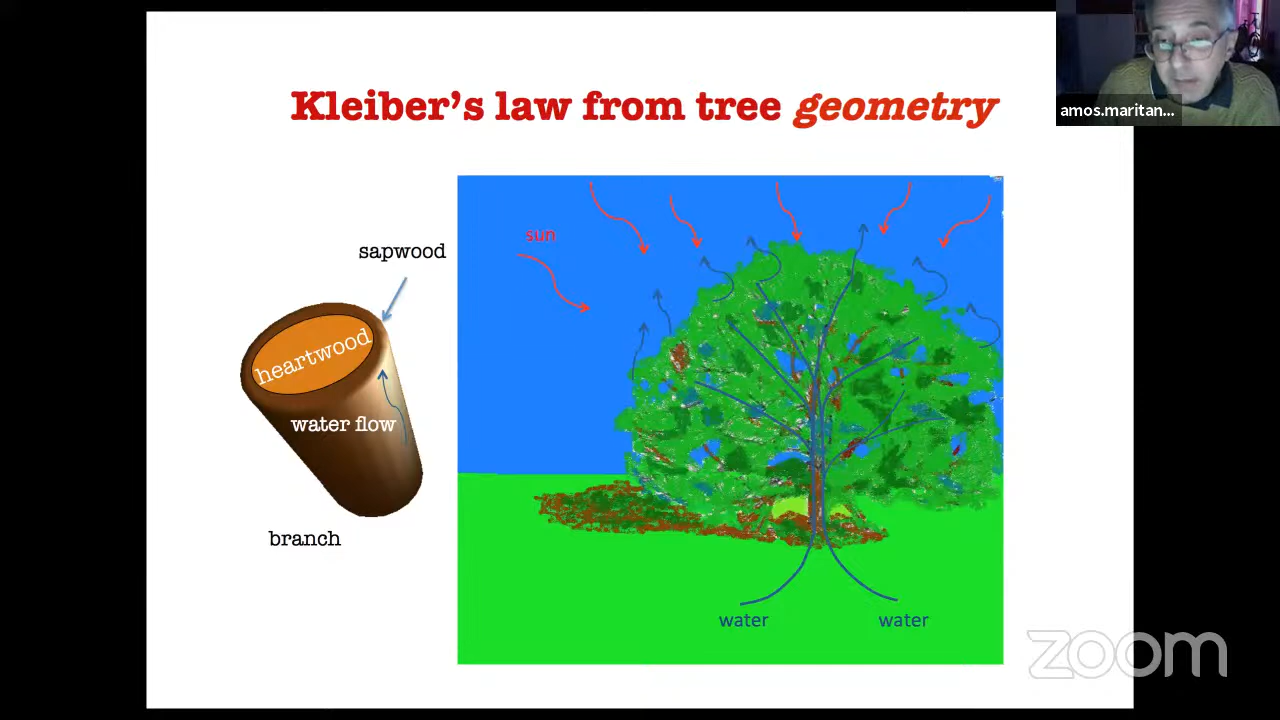 Kleiber's law from tree geometry
amos.maritan...
sapwood
sun
heartwood
water flow
branch
water
water
zoom